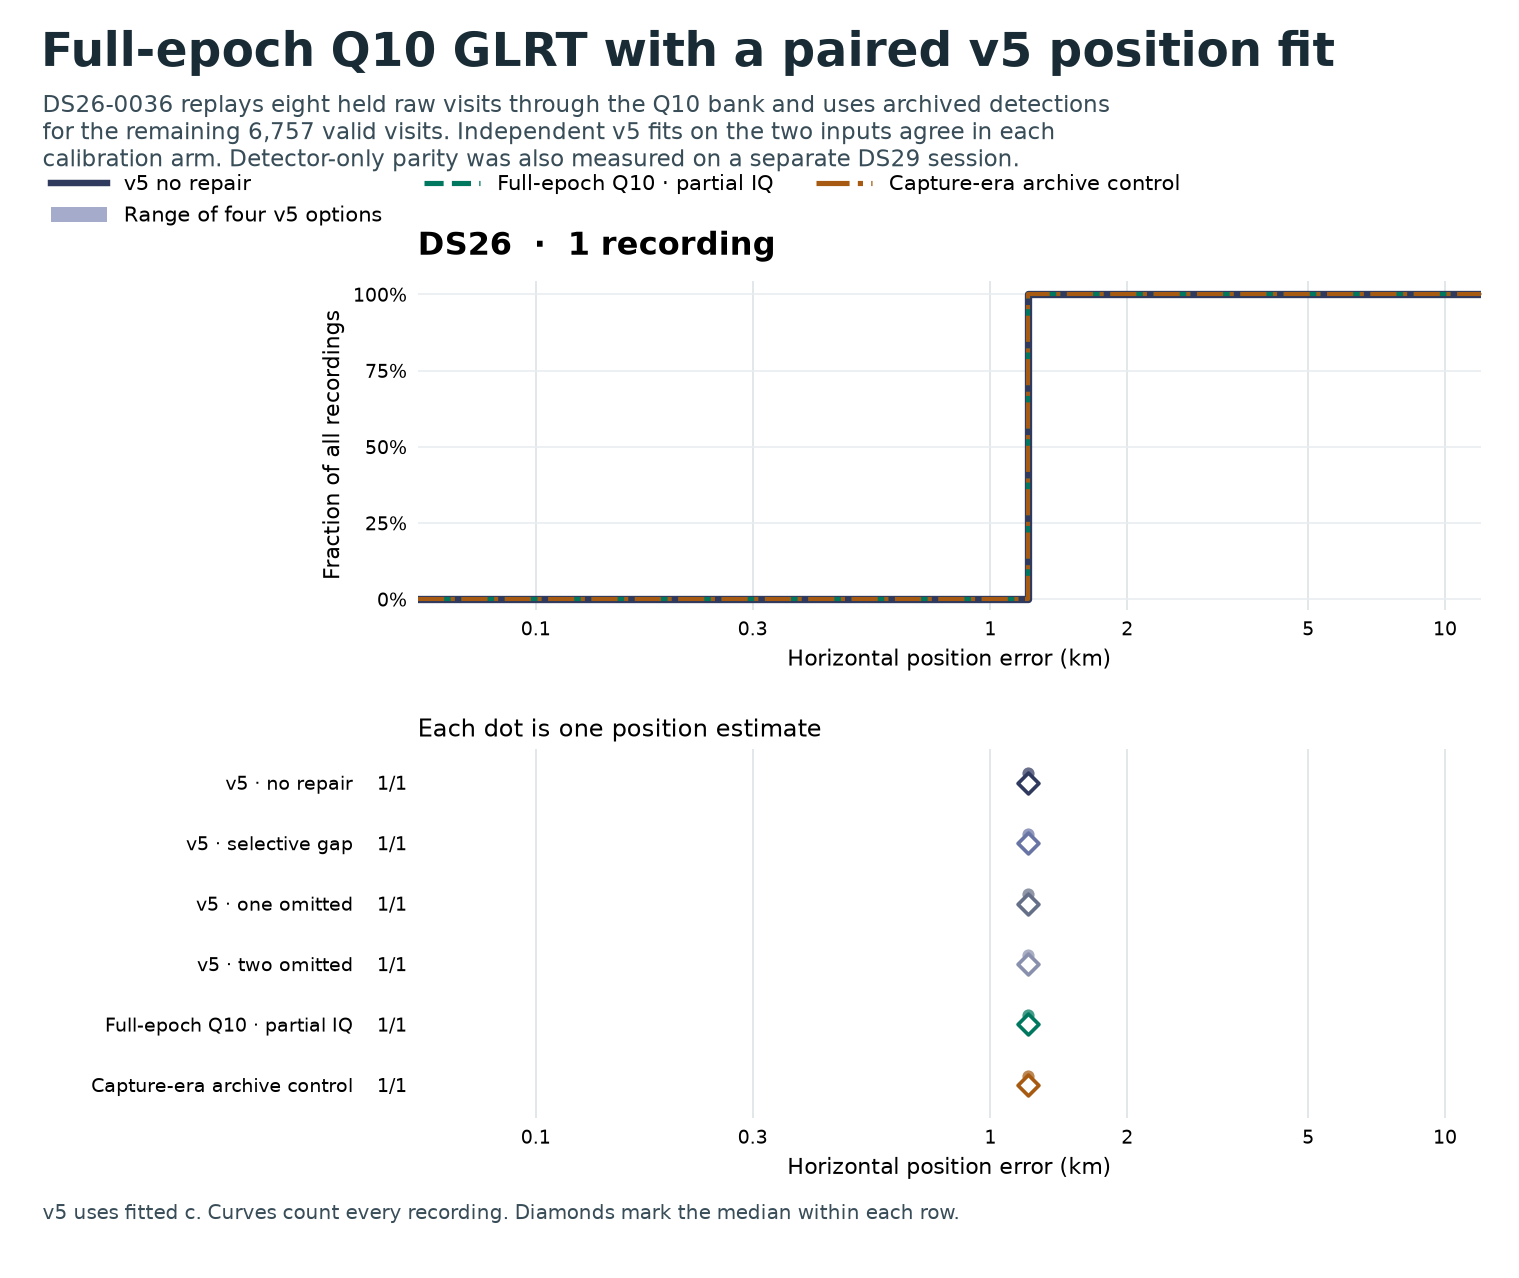 Full-epoch Q10 GLRT with a paired v5 position fit
DS26-0036 replays eight held raw visits through the Q10 bank and uses archived detections
for the remaining 6,757 valid visits. Independent v5 fits on the two inputs agree in each
calibration arm. Detector-only parity was also measured on a separate DS29 session.
v5 no repair
Full-epoch Q10 · partial IQ
Capture-era archive control
Range of four v5 options
DS26 · 1 recording
Fraction of all recordings
100%
75%
50%
25%
0%
0.1 0.3 1 2 5 10
Horizontal position error (km)
Each dot is one position estimate
v5 · no repair 1/1
v5 · selective gap 1/1
v5 · one omitted 1/1
v5 · two omitted 1/1
Full-epoch Q10 · partial IQ 1/1
Capture-era archive control 1/1
0.1 0.3 1 2 5 10
Horizontal position error (km)
v5 uses fitted c. Curves count every recording. Diamonds mark the median within each row.